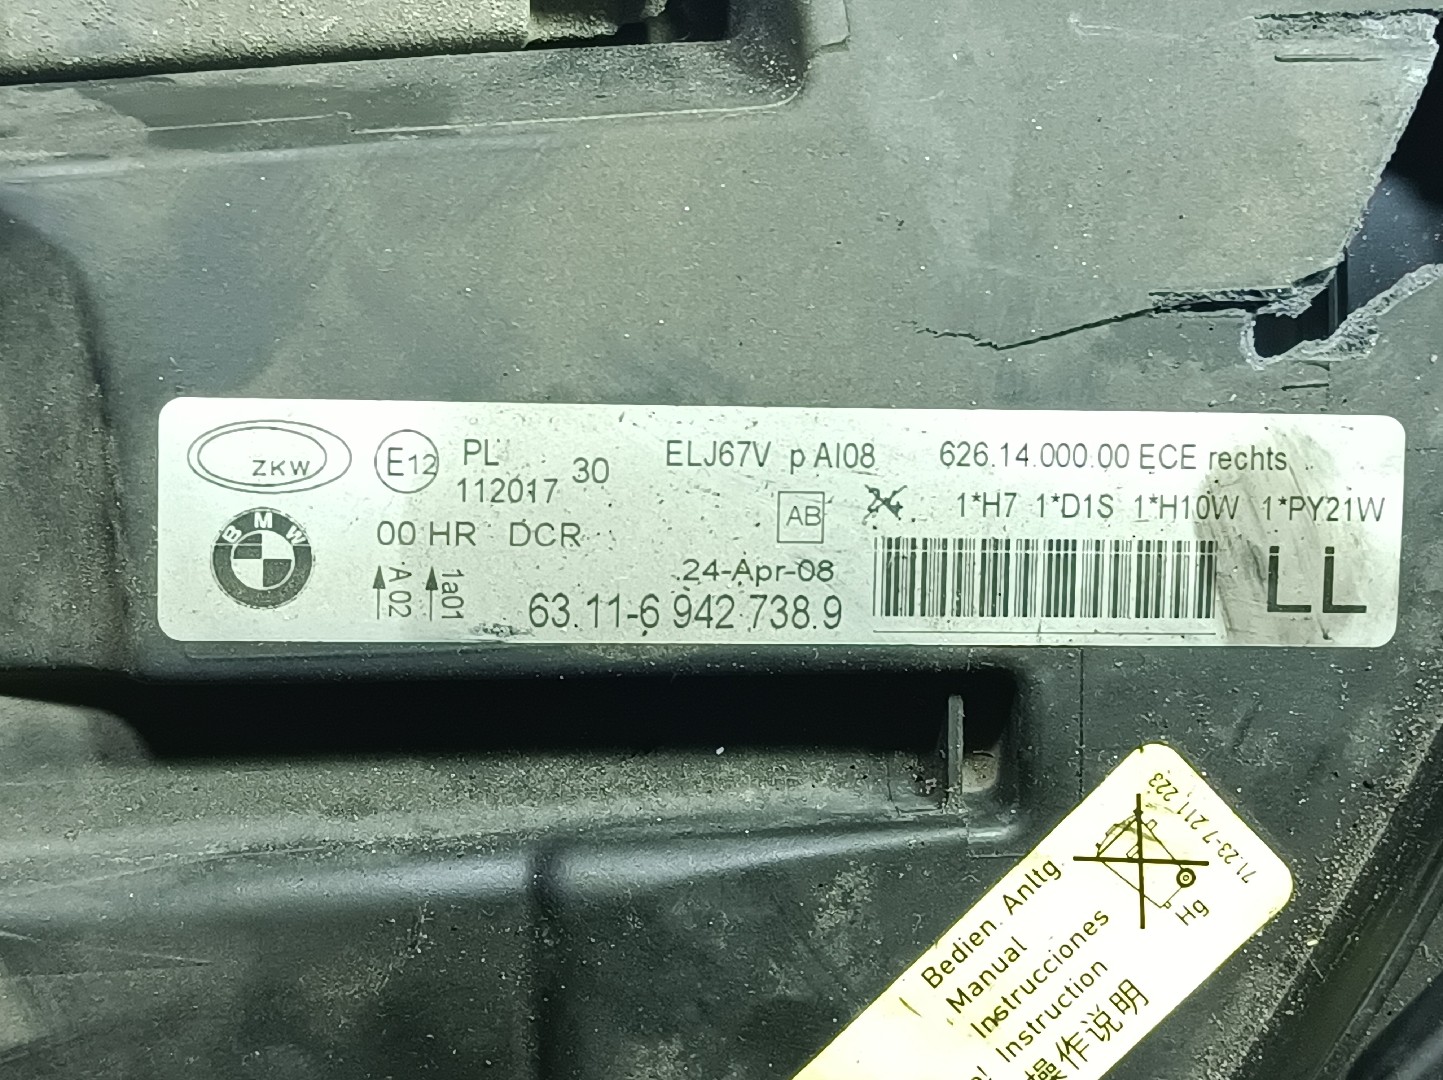 ZKW
E12
PL
112017
30
ELJ67V p AI08
626.14.000.00 ECE rechts
AB
24
1*H7 1*D1S 1*H10W 1*PY21W
BMW
00 HR DCR
A 02
1a01
24-Apr-08
63.11-6 942 738.9
LL
71.23-7 211 223
Hg
Bedien. Anltg
Manual
Instrucciones
Instruction
操作说明